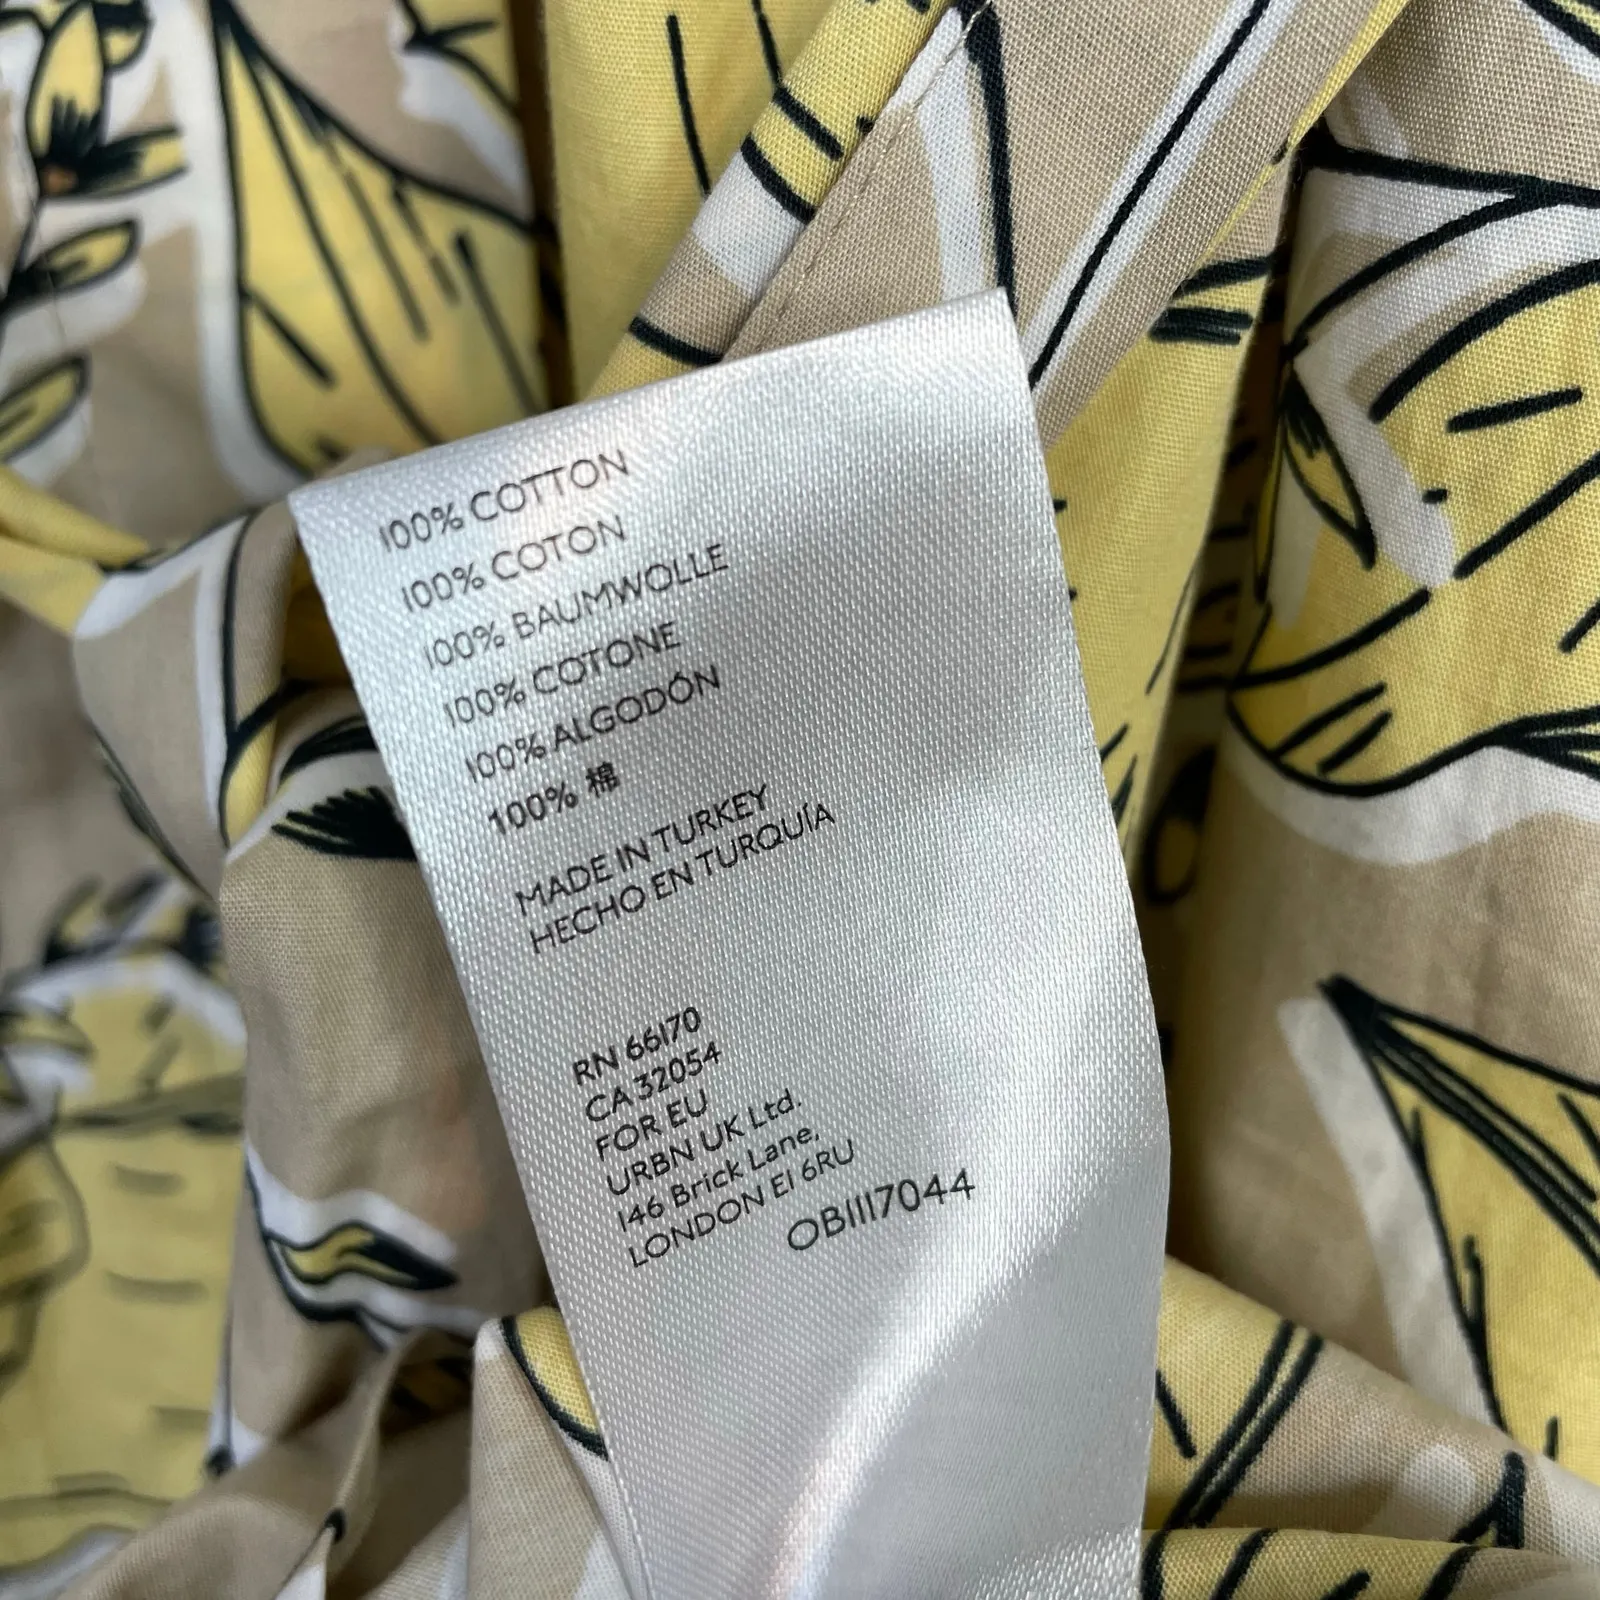 100% COTTON
100% COTON
100% BAUMWOLLE
100% COTONE
100% ALGODÓN
100% 棉
MADE IN TURKEY
HECHO EN TURQUÍA
RN 66170
CA 32054
FOR EU
URBN UK Ltd.
146 Brick Lane,
LONDON E1 6RU
OB1117044